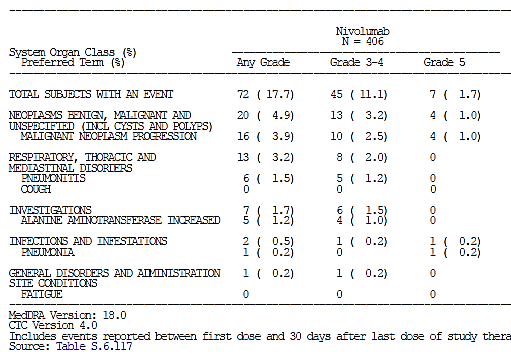 Nivolumab
N = 406
System Organ Class (%)
Preferred Term (%) Any Grade Grade 3-4 Grade 5
TOTAL SUBJECTS WITH AN EVENT 72 ( 17.7) 45 ( 11.1) 7 ( 1.7)
NEOPLASMS BENIGN, MALIGNANT AND 20 ( 4.9) 13 ( 3.2) 4 ( 1.0)
UNSPECIFIED (INCL CYSTS AND POLYPS)
MALIGNANT NEOPLASM PROGRESSION 16 ( 3.9) 10 ( 2.5) 4 ( 1.0)
RESPIRATORY, THORACIC AND 13 ( 3.2) 8 ( 2.0) 0
MEDIASTINAL DISORDERS
PNEUMONITIS 6 ( 1.5) 5 ( 1.2) 0
COUGH 0 0 0
INVESTIGATIONS 7 ( 1.7) 6 ( 1.5) 0
ALANINE AMINOTRANSFERASE INCREASED 5 ( 1.2) 4 ( 1.0) 0
INFECTIONS AND INFESTATIONS 2 ( 0.5) 1 ( 0.2) 1 ( 0.2)
PNEUMONIA 1 ( 0.2) 0 1 ( 0.2)
GENERAL DISORDERS AND ADMINISTRATION 1 ( 0.2) 1 ( 0.2) 0
SITE CONDITIONS
FATIGUE 0 0 0
MedDRA Version: 18.0
CTC Version 4.0
Includes events reported between first dose and 30 days after last dose of study thera
Source: Table S.6.117